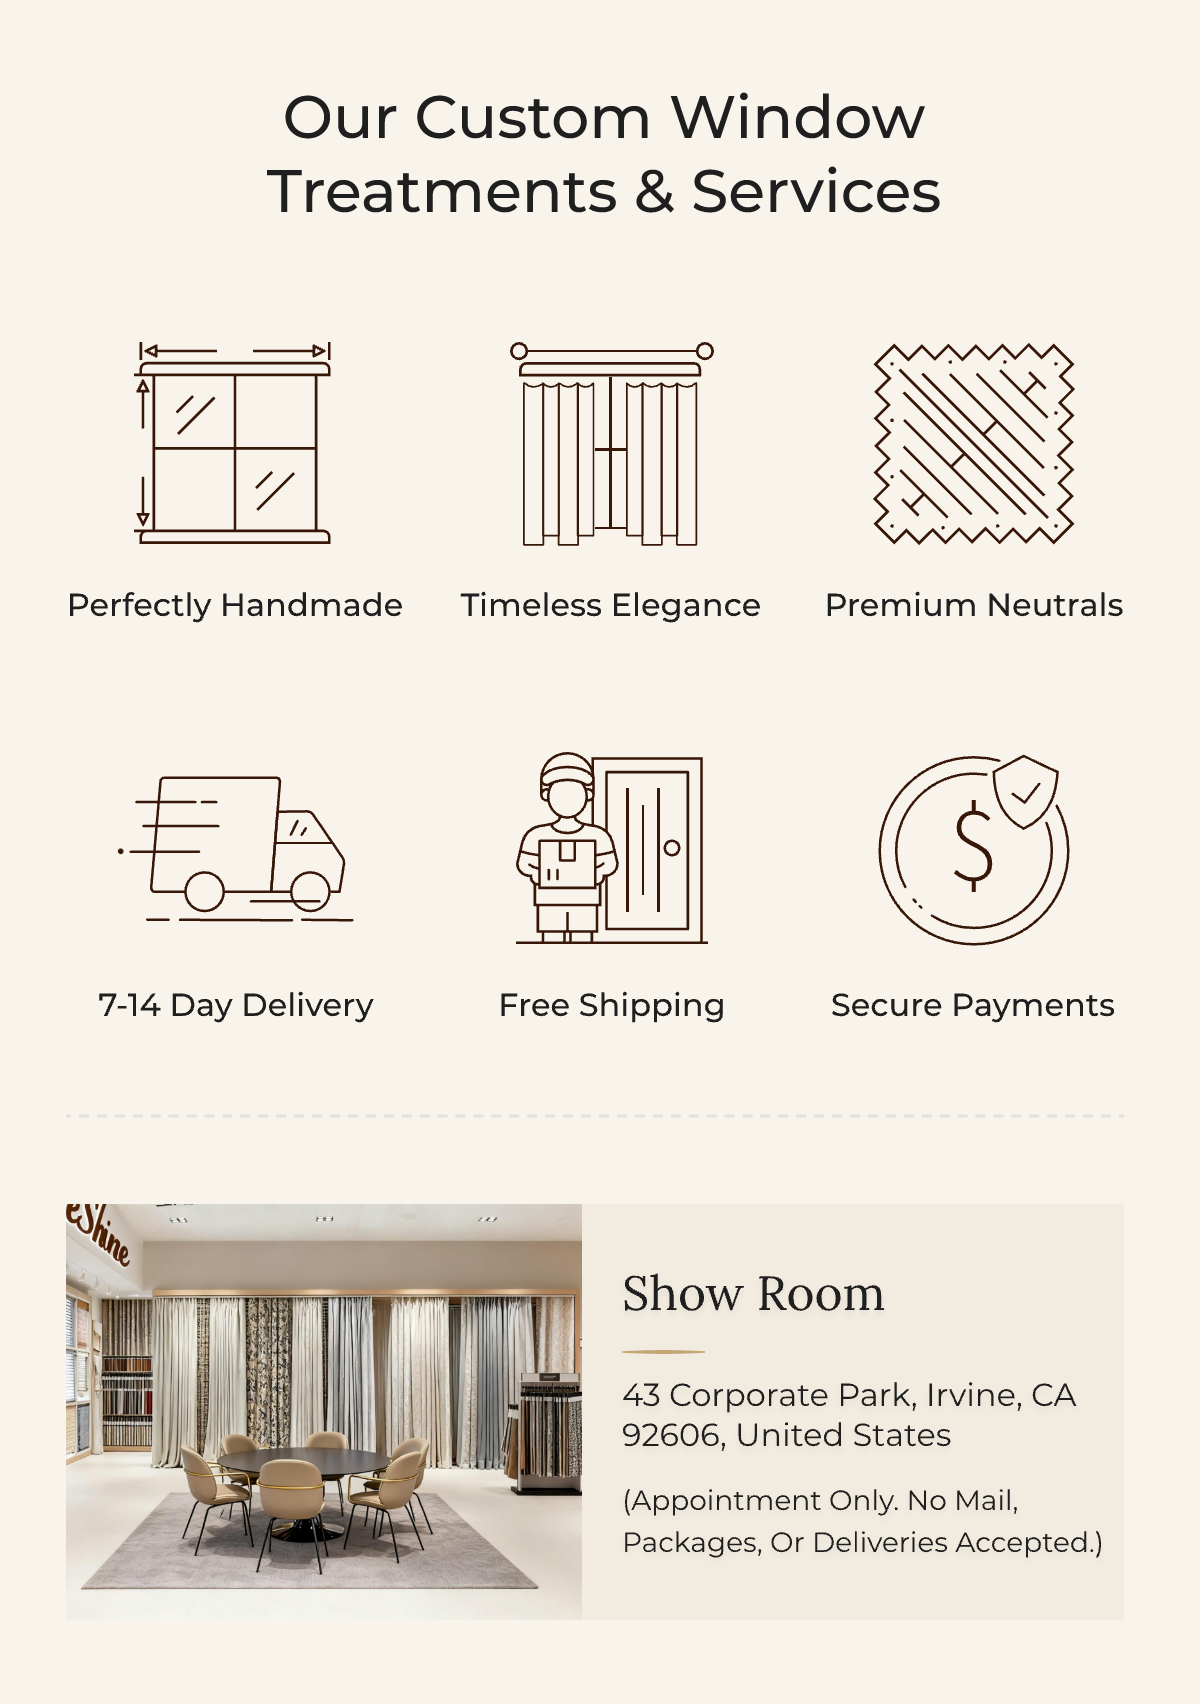 Our Custom Window
Treatments & Services
Perfectly Handmade
Timeless Elegance
Premium Neutrals
$
7-14 Day Delivery
Free Shipping
Secure Payments
eShine
Show Room
43 Corporate Park, Irvine, CA
92606, United States
(Appointment Only. No Mail,
Packages, Or Deliveries Accepted.)